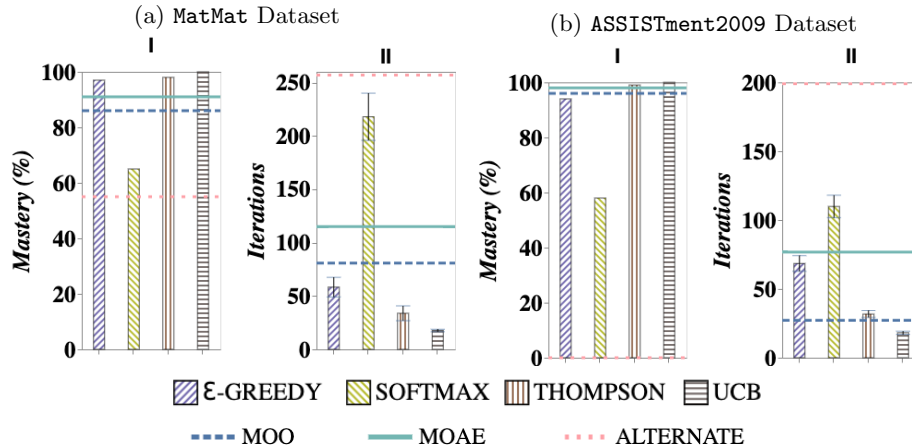 (a) MatMat Dataset
(b) ASSISTment2009 Dataset
I
II
I
II
Mastery (%)
100
80
60
40
20
0
Iterations
250
200
150
100
50
0
Mastery (%)
100
80
60
40
20
0
Iterations
200
150
100
50
0
Ɛ-GREEDY SOFTMAX THOMPSON UCB
MOO MOAE ALTERNATE